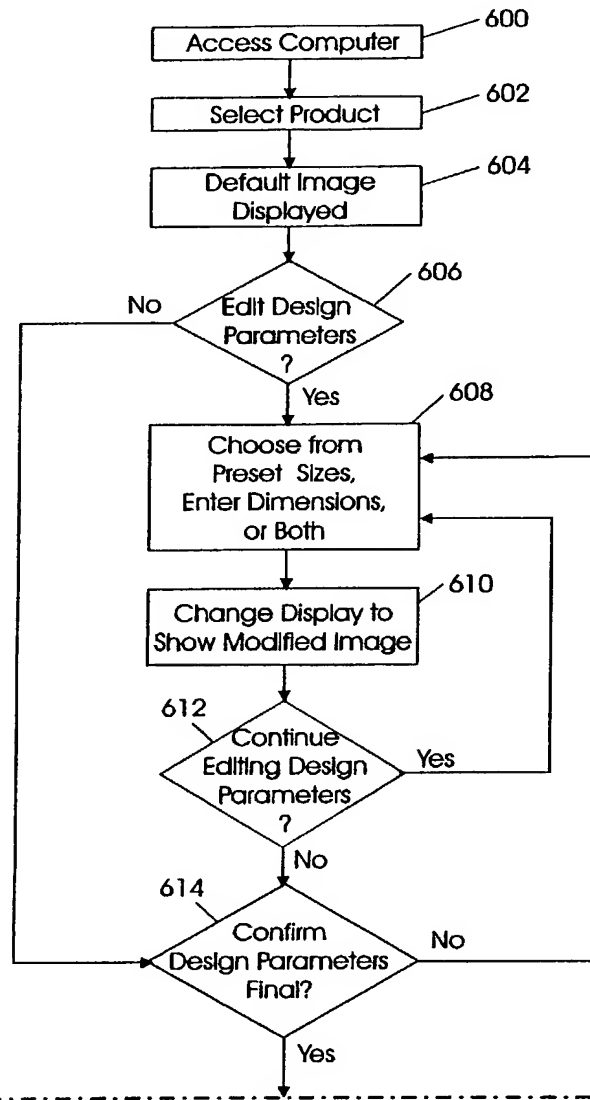 Access Computer
600
Select Product
602
Default Image
Displayed
604
606
No
Edit Design
Parameters
?
Yes
608
Choose from
Preset Sizes,
Enter Dimensions,
or Both
610
Change Display to
Show Modified Image
612
Continue
Editing Design
Parameters
?
Yes
No
614
Confirm
Design Parameters
Final?
No
Yes